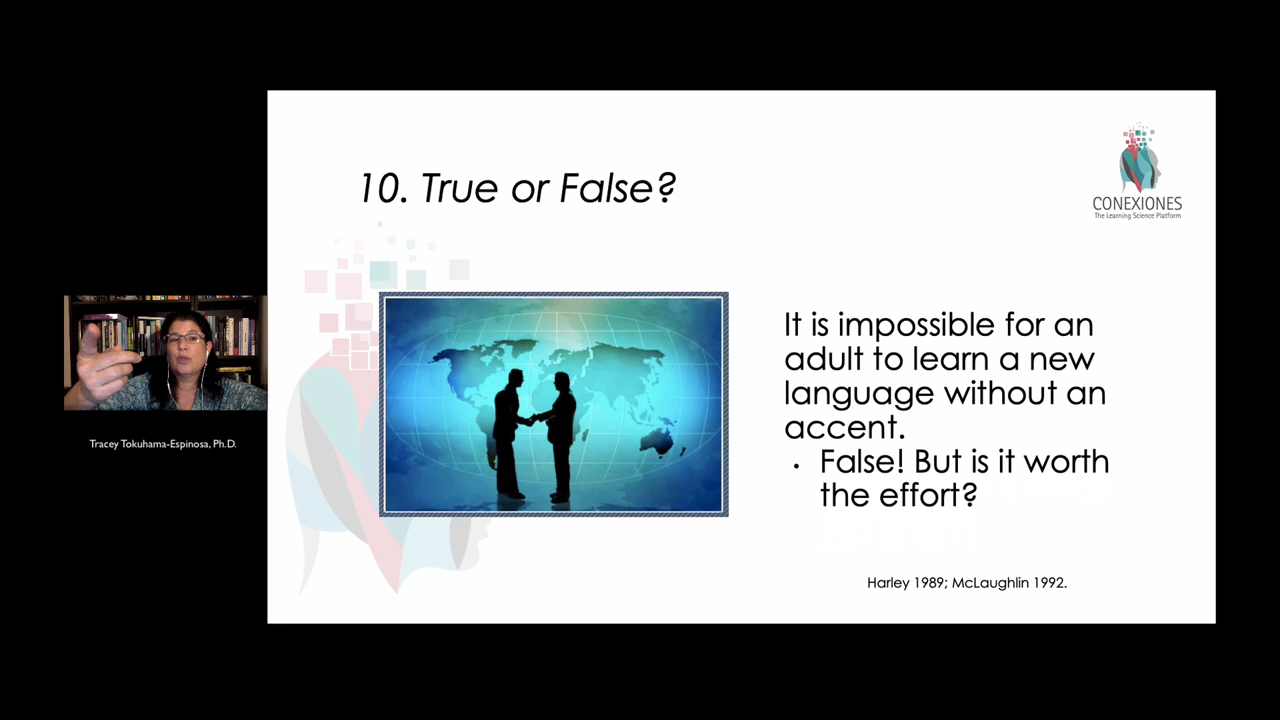 10. True or False?
CONEXIONES
The Learning Science Platform
It is impossible for an
adult to learn a new
language without an
accent.
• False! But is it worth
the effort?
Harley 1989; McLaughlin 1992.
Tracey Tokuhama-Espinosa, Ph.D.